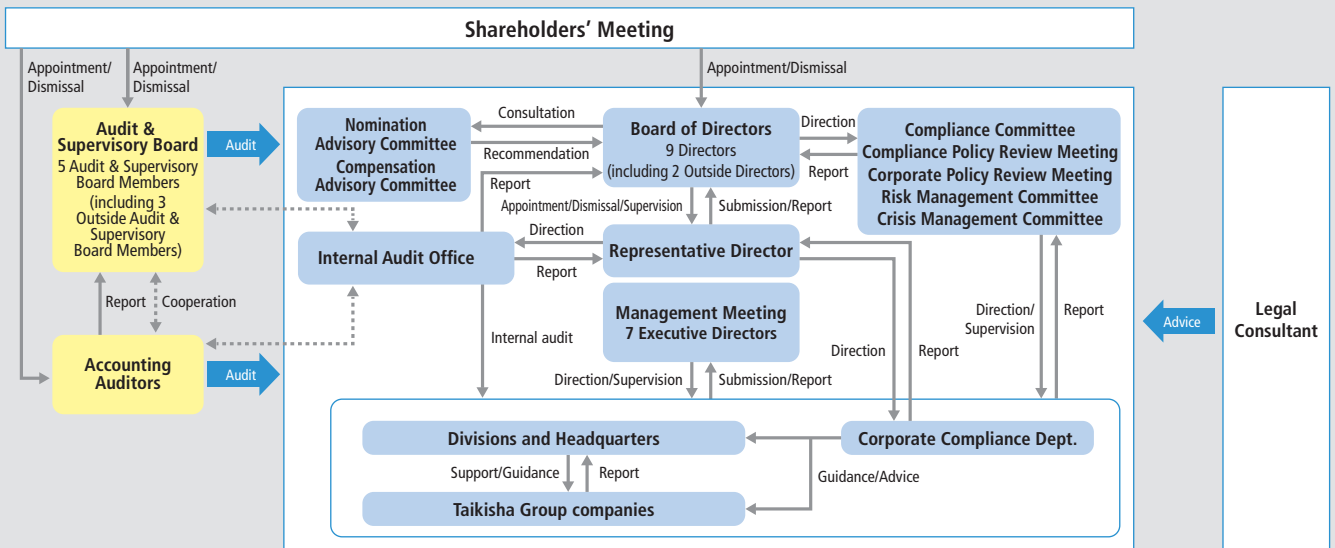 Shareholders' Meeting
Appointment/
Dismissal
Appointment/
Dismissal
Appointment/Dismissal
Audit &
Supervisory Board
5 Audit & Supervisory
Board Members
(including 3
Outside Audit &
Supervisory
Board Members)
Audit
Nomination
Advisory Committee
Compensation
Advisory Committee
Consultation
Recommendation
Report
Board of Directors
9 Directors
(including 2 Outside Directors)
Direction
Report
Compliance Committee
Compliance Policy Review Meeting
Corporate Policy Review Meeting
Risk Management Committee
Crisis Management Committee
Appointment/Dismissal/Supervision
Submission/Report
Internal Audit Office
Direction
Report
Representative Director
Report
Cooperation
Management Meeting
7 Executive Directors
Internal audit
Direction
Report
Direction/
Supervision
Report
Advice
Legal
Consultant
Accounting
Auditors
Audit
Direction/Supervision
Submission/Report
Divisions and Headquarters
Corporate Compliance Dept.
Support/Guidance
Report
Guidance/Advice
Taikisha Group companies